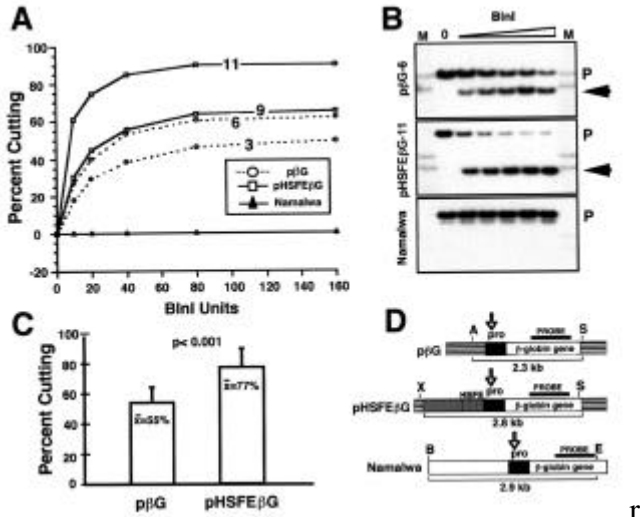 A
Percent Cutting
100
80
60
40
20
0
-20
11
9
6
3
pβG
pHSFEβG
Namalwa
0 20 40 60 80 100 120 140 160
BlnI Units
B
BlnI
M 0 M
pβG-6
P
pHSFEβG-11
P
Namalwa
P
C
Percent Cutting
100
80
60
40
20
0
p< 0.001
x̄=55%
x̄=77%
pβG pHSFEβG
D
A pro PROBE S
pβG β-globin gene
2.3 kb
X HSFE pro PROBE S
pHSFEβG β-globin gene
2.8 kb
B pro PROBE E
Namalwa β-globin gene
2.9 kb